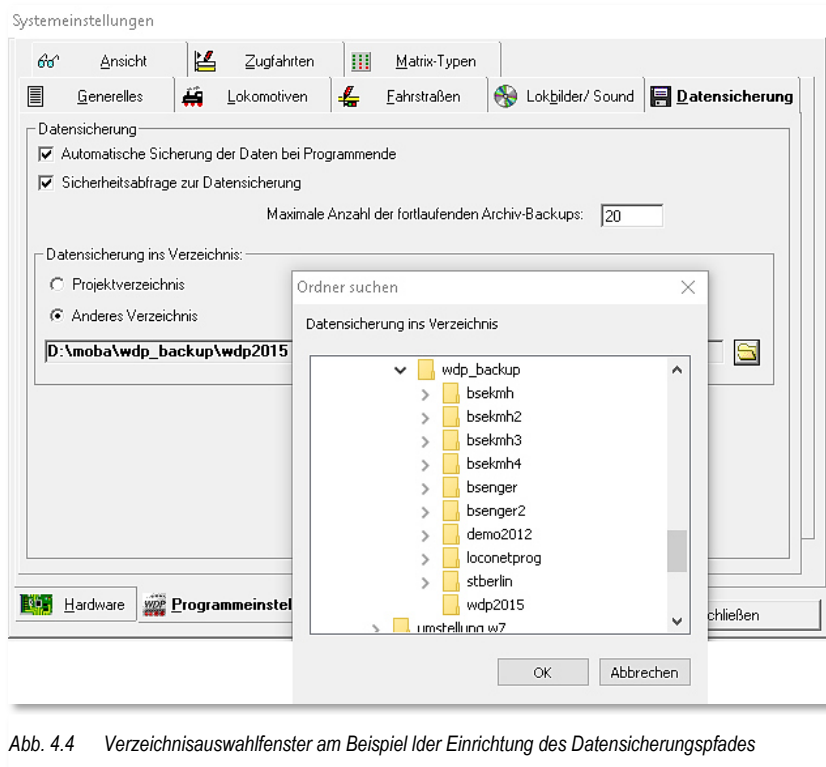 Systemeinstellungen
Ansicht Zugfahrten Matrix-Typen
Generelles Lokomotiven Fahrstraßen Lokbilder/ Sound Datensicherung
Datensicherung
Automatische Sicherung der Daten bei Programmende
Sicherheitsabfrage zur Datensicherung
Maximale Anzahl der fortlaufenden Archiv-Backups: 20
Datensicherung ins Verzeichnis:
Projektverzeichnis
Anderes Verzeichnis
D:\moba\wdp_backup\wdp2015
Ordner suchen
Datensicherung ins Verzeichnis
wdp_backup
bsekmh
bsekmh2
bsekmh3
bsekmh4
bsenger
bsenger2
demo2012
loconetprog
stberlin
wdp2015
umstellung w7
OK Abbrechen
Hardware WDP Programmeinstel
chließen
Abb. 4.4 Verzeichnisauswahlfenster am Beispiel lder Einrichtung des Datensicherungspfades